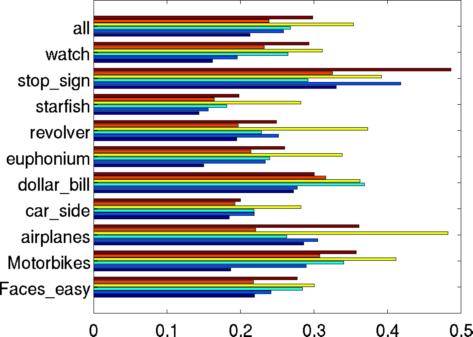 all
watch
stop_sign
starfish
revolver
euphonium
dollar_bill
car_side
airplanes
Motorbikes
Faces_easy
0 0.1 0.2 0.3 0.4 0.5